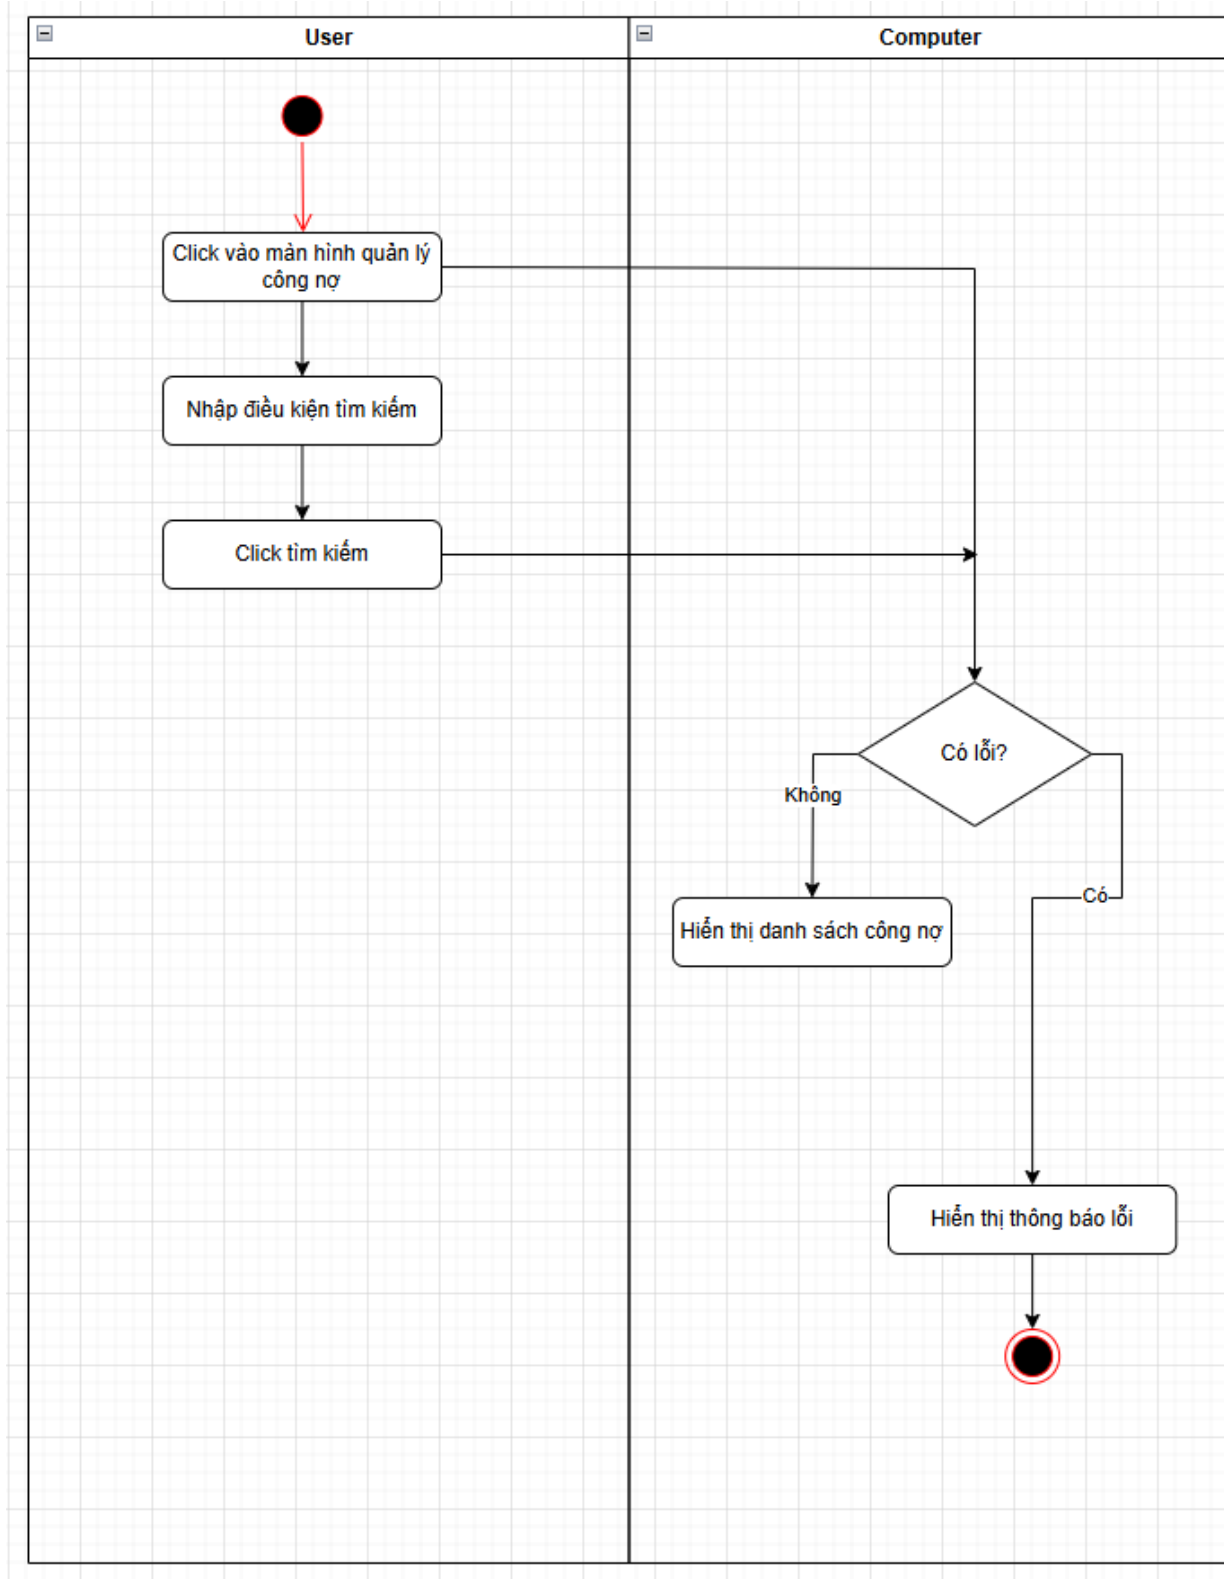 User
Computer
Click vào màn hình quản lý
công nợ
Nhập điều kiện tìm kiếm
Click tìm kiếm
Có lỗi?
Không
Có
Hiển thị danh sách công nợ
Hiển thị thông báo lỗi